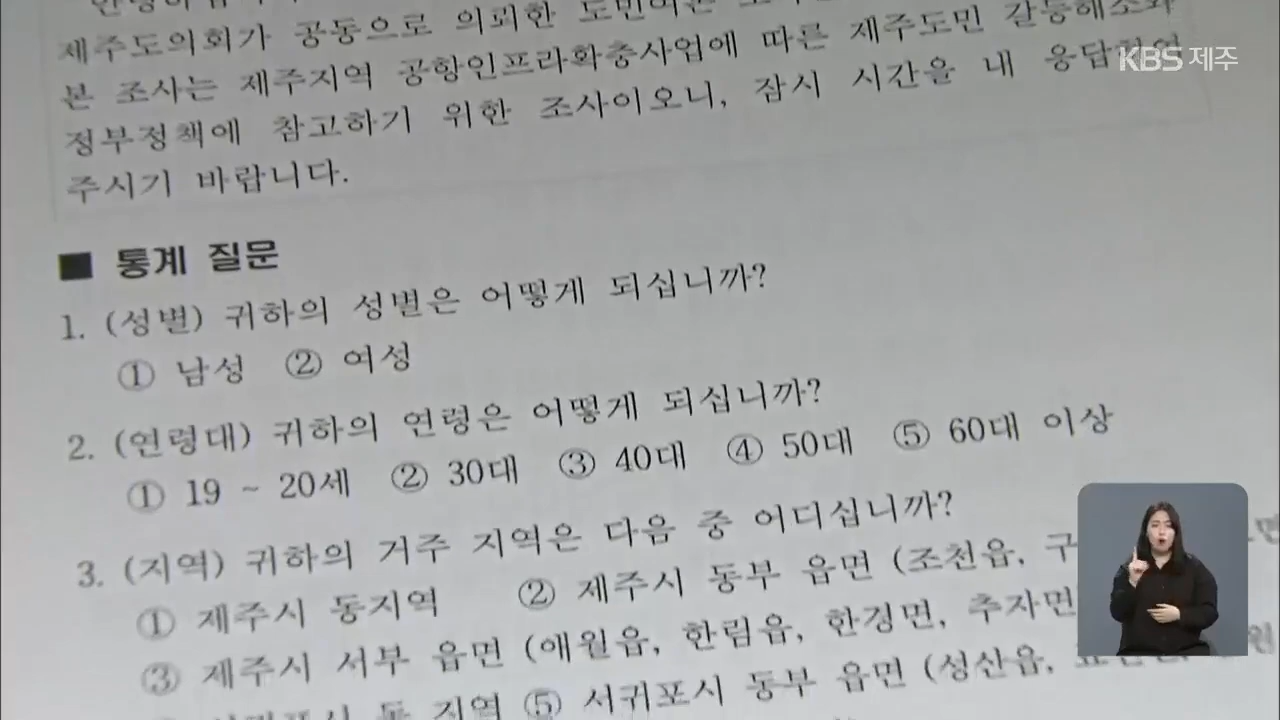 제주도의회가 공동으로 의뢰한 도민여론
본 조사는 제주지역 공항인프라확충사업에 따른 제주도민 갈등해소와
정부정책에 참고하기 위한 조사이오니, 잠시 시간을 내 응답하여
주시기 바랍니다.
KBS 제주
■ 통계 질문
1. (성별) 귀하의 성별은 어떻게 되십니까?
① 남성 ② 여성
2. (연령대) 귀하의 연령은 어떻게 되십니까?
① 19 ~ 20세 ② 30대 ③ 40대 ④ 50대 ⑤ 60대 이상
3. (지역) 귀하의 거주 지역은 다음 중 어디십니까?
① 제주시 동지역 ② 제주시 동부 읍면 (조천읍, 구
③ 제주시 서부 읍면 (애월읍, 한림읍, 한경면, 추자면
서귀포시 동 지역 ⑤ 서귀포시 동부 읍면 (성산읍,